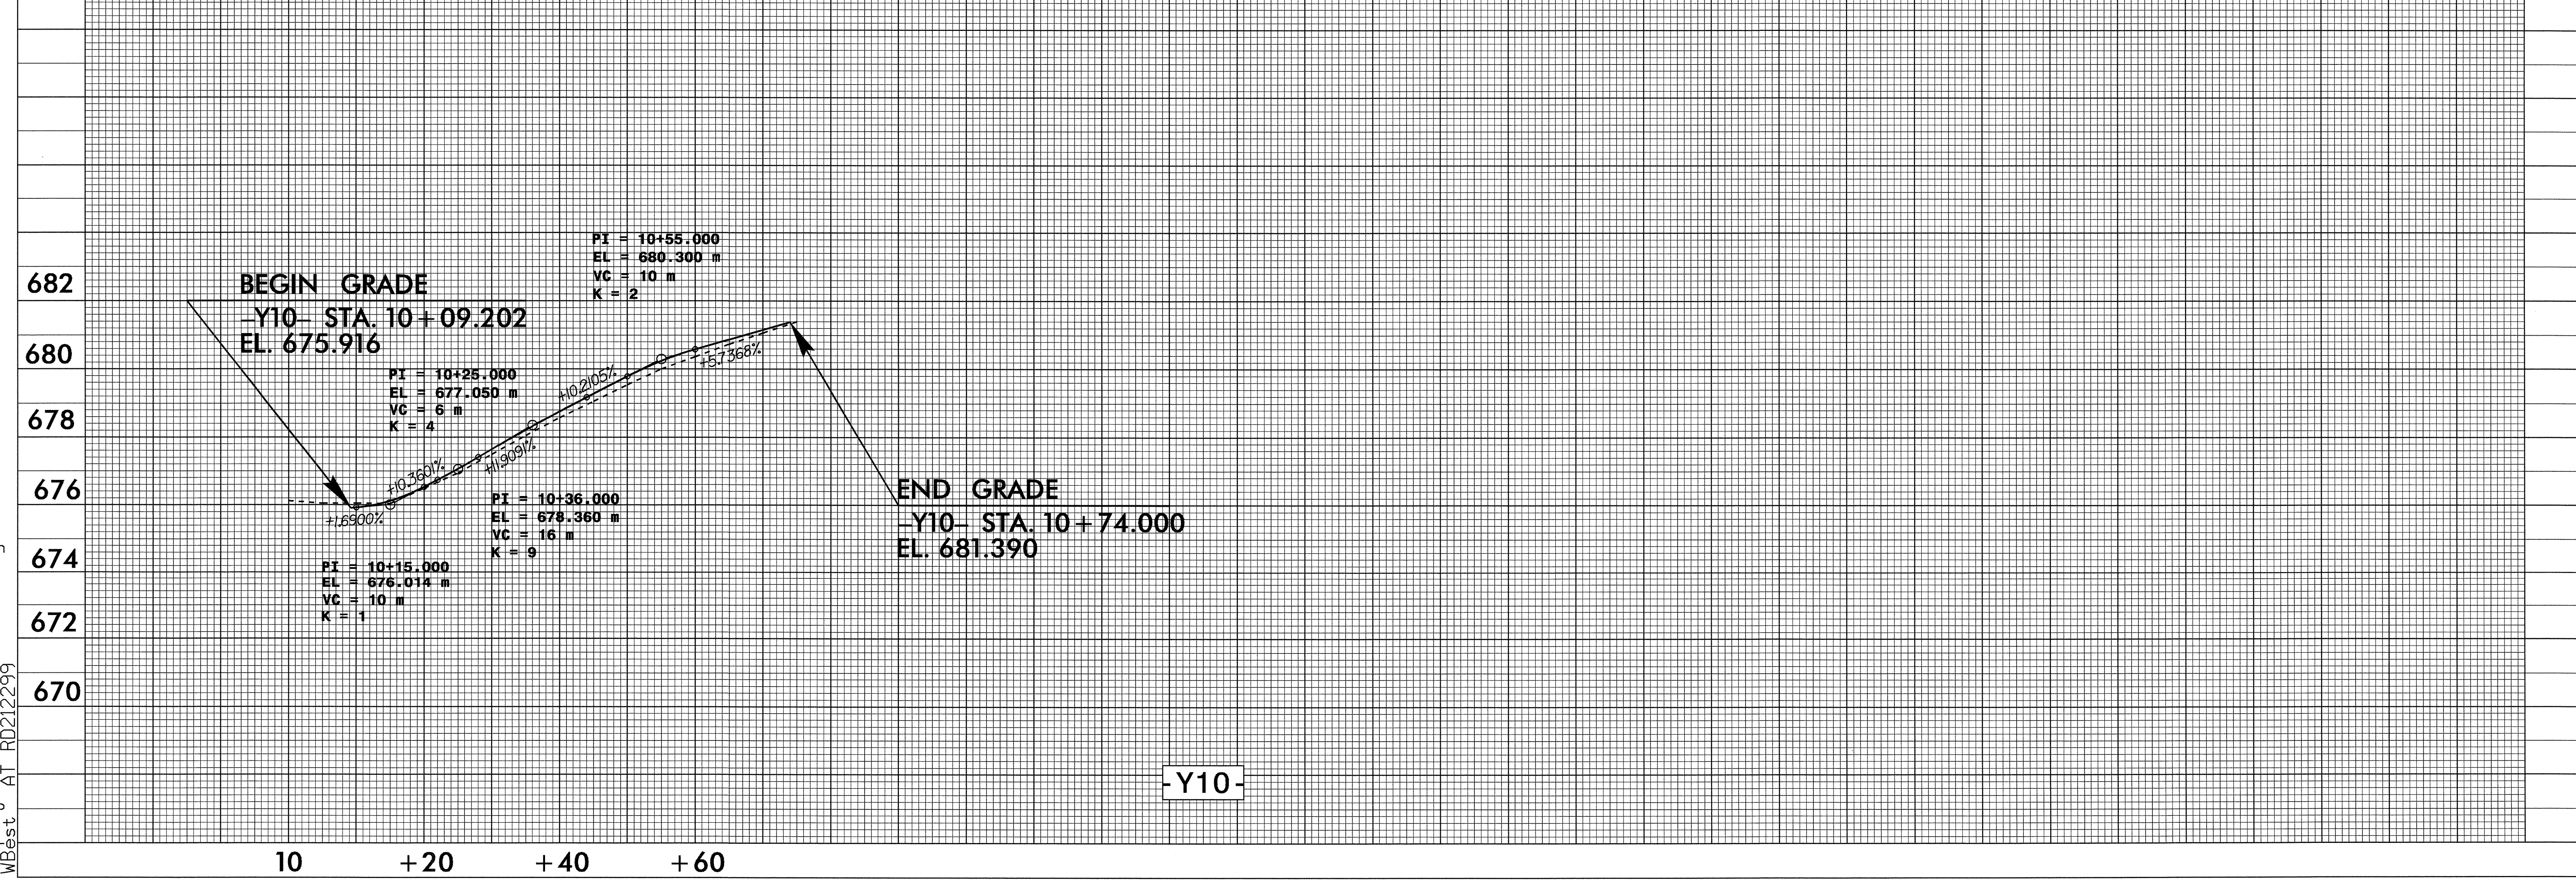 PI = 10+55.000
EL = 680.300 m
VC = 10 m
K = 2
682
BEGIN GRADE
-Y10- STA. 10+09.202
EL. 675.916
680
+5.7368%
+10.2105%
PI = 10+25.000
EL = 677.050 m
VC = 6 m
K = 4
678
+11.9091%
+10.3601%
676
+1.6900%
PI = 10+36.000
EL = 678.360 m
VC = 16 m
K = 9
END GRADE
-Y10- STA. 10+74.000
EL. 681.390
674
PI = 10+15.000
EL = 676.014 m
VC = 10 m
K = 1
672
670
AT RD212299
WBest
-Y10-
10 +20 +40 +60